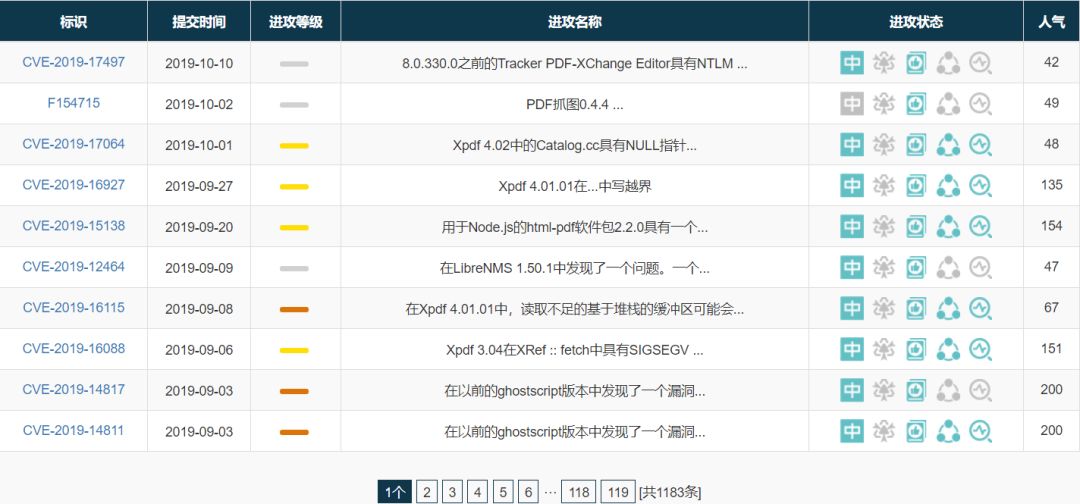 标识 提交时间 进攻等级 进攻名称 进攻状态 人气
CVE-2019-17497 2019-10-10 8.0.330.0之前的Tracker PDF-XChange Editor具有NTLM ... 中 42
F154715 2019-10-02 PDF抓图0.4.4 ... 中 49
CVE-2019-17064 2019-10-01 Xpdf 4.02中的Catalog.cc具有NULL指针... 中 48
CVE-2019-16927 2019-09-27 Xpdf 4.01.01在...中写越界 中 135
CVE-2019-15138 2019-09-20 用于Node.js的html-pdf软件包2.2.0具有一个... 中 154
CVE-2019-12464 2019-09-09 在LibreNMS 1.50.1中发现了一个问题。一个... 中 47
CVE-2019-16115 2019-09-08 在Xpdf 4.01.01中，读取不足的基于堆栈的缓冲区可能会... 中 67
CVE-2019-16088 2019-09-06 Xpdf 3.04在XRef :: fetch中具有SIGSEGV ... 中 151
CVE-2019-14817 2019-09-03 在以前的ghostscript版本中发现了一个漏洞... 中 200
CVE-2019-14811 2019-09-03 在以前的ghostscript版本中发现了一个漏洞... 中 200
1个 2 3 4 5 6 ... 118 119 [共1183条]